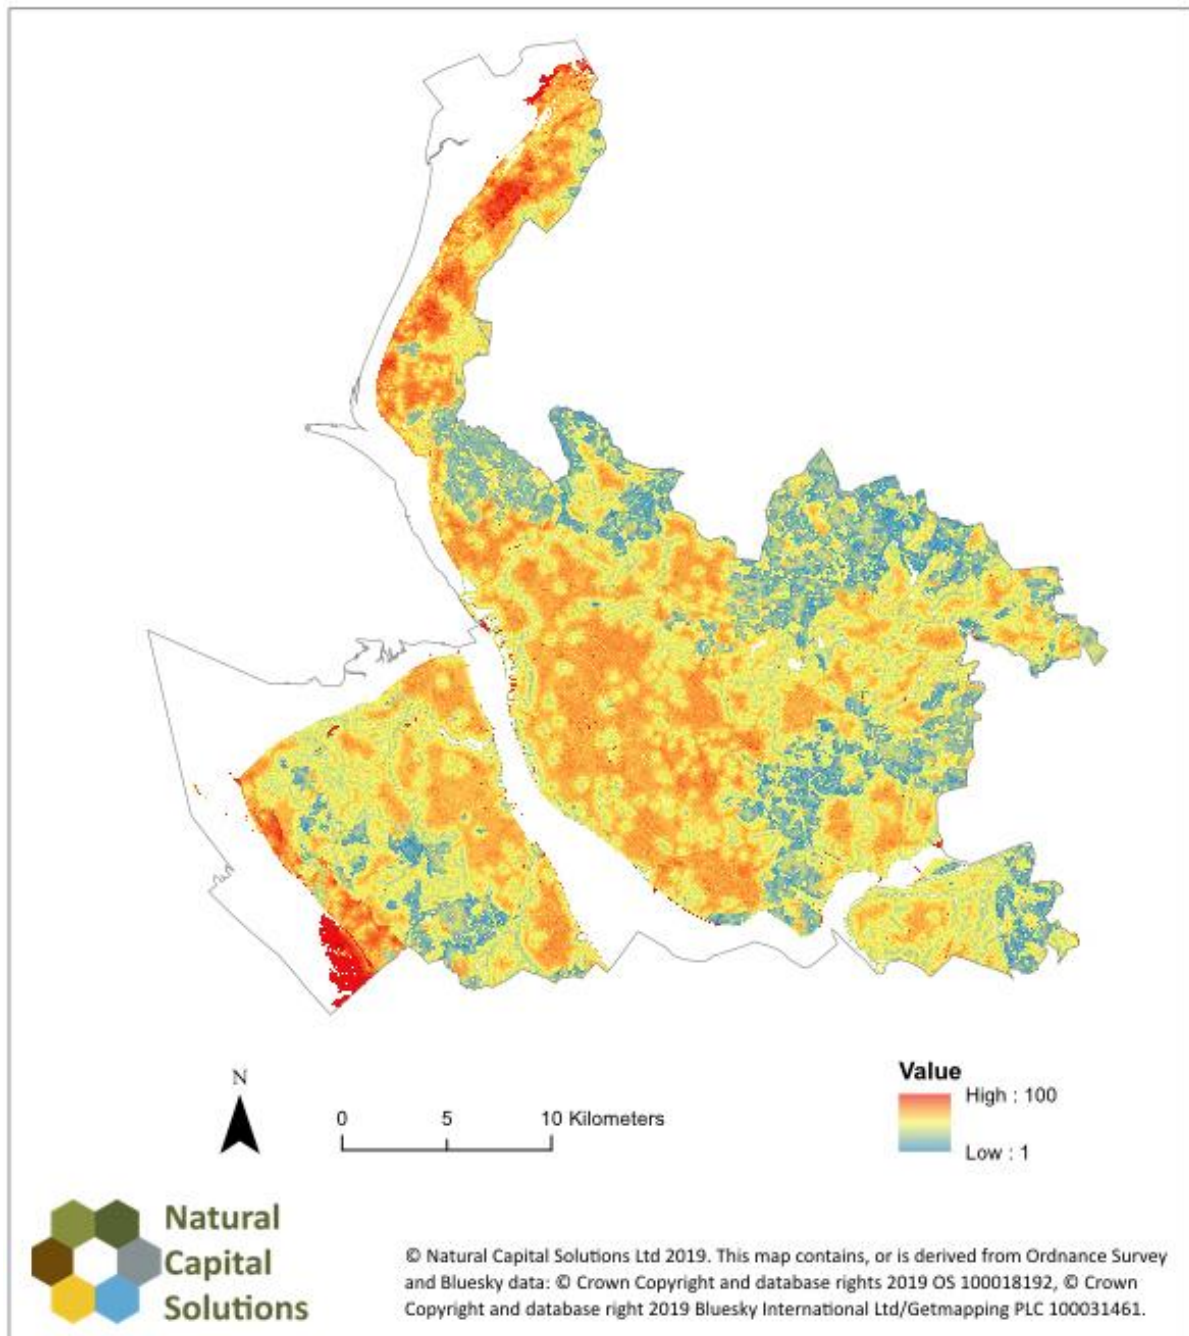 N
0 5 10 Kilometers
Value
High : 100
Low : 1
Natural
Capital
Solutions
© Natural Capital Solutions Ltd 2019. This map contains, or is derived from Ordnance Survey
and Bluesky data: © Crown Copyright and database rights 2019 OS 100018192, © Crown
Copyright and database right 2019 Bluesky International Ltd/Getmapping PLC 100031461.